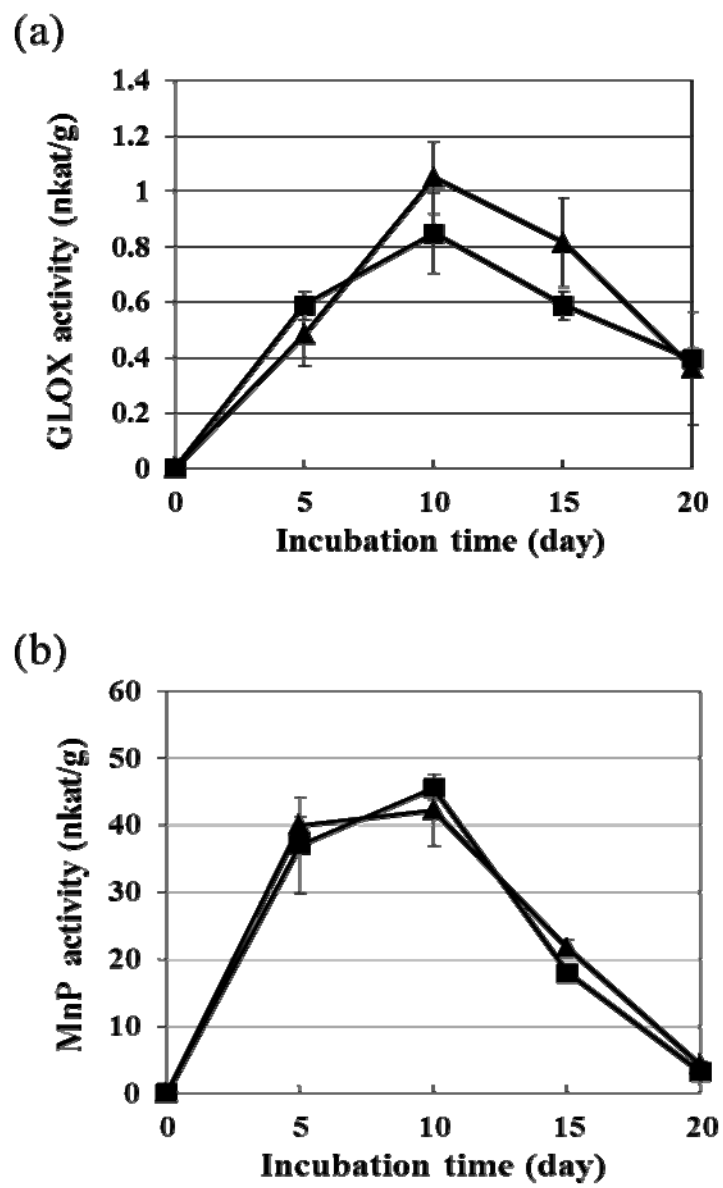 (a)
GLOX activity (nkat/g)
1.4
1.2
1
0.8
0.6
0.4
0.2
0
0 5 10 15 20
Incubation time (day)
(b)
MnP activity (nkat/g)
60
50
40
30
20
10
0
0 5 10 15 20
Incubation time (day)